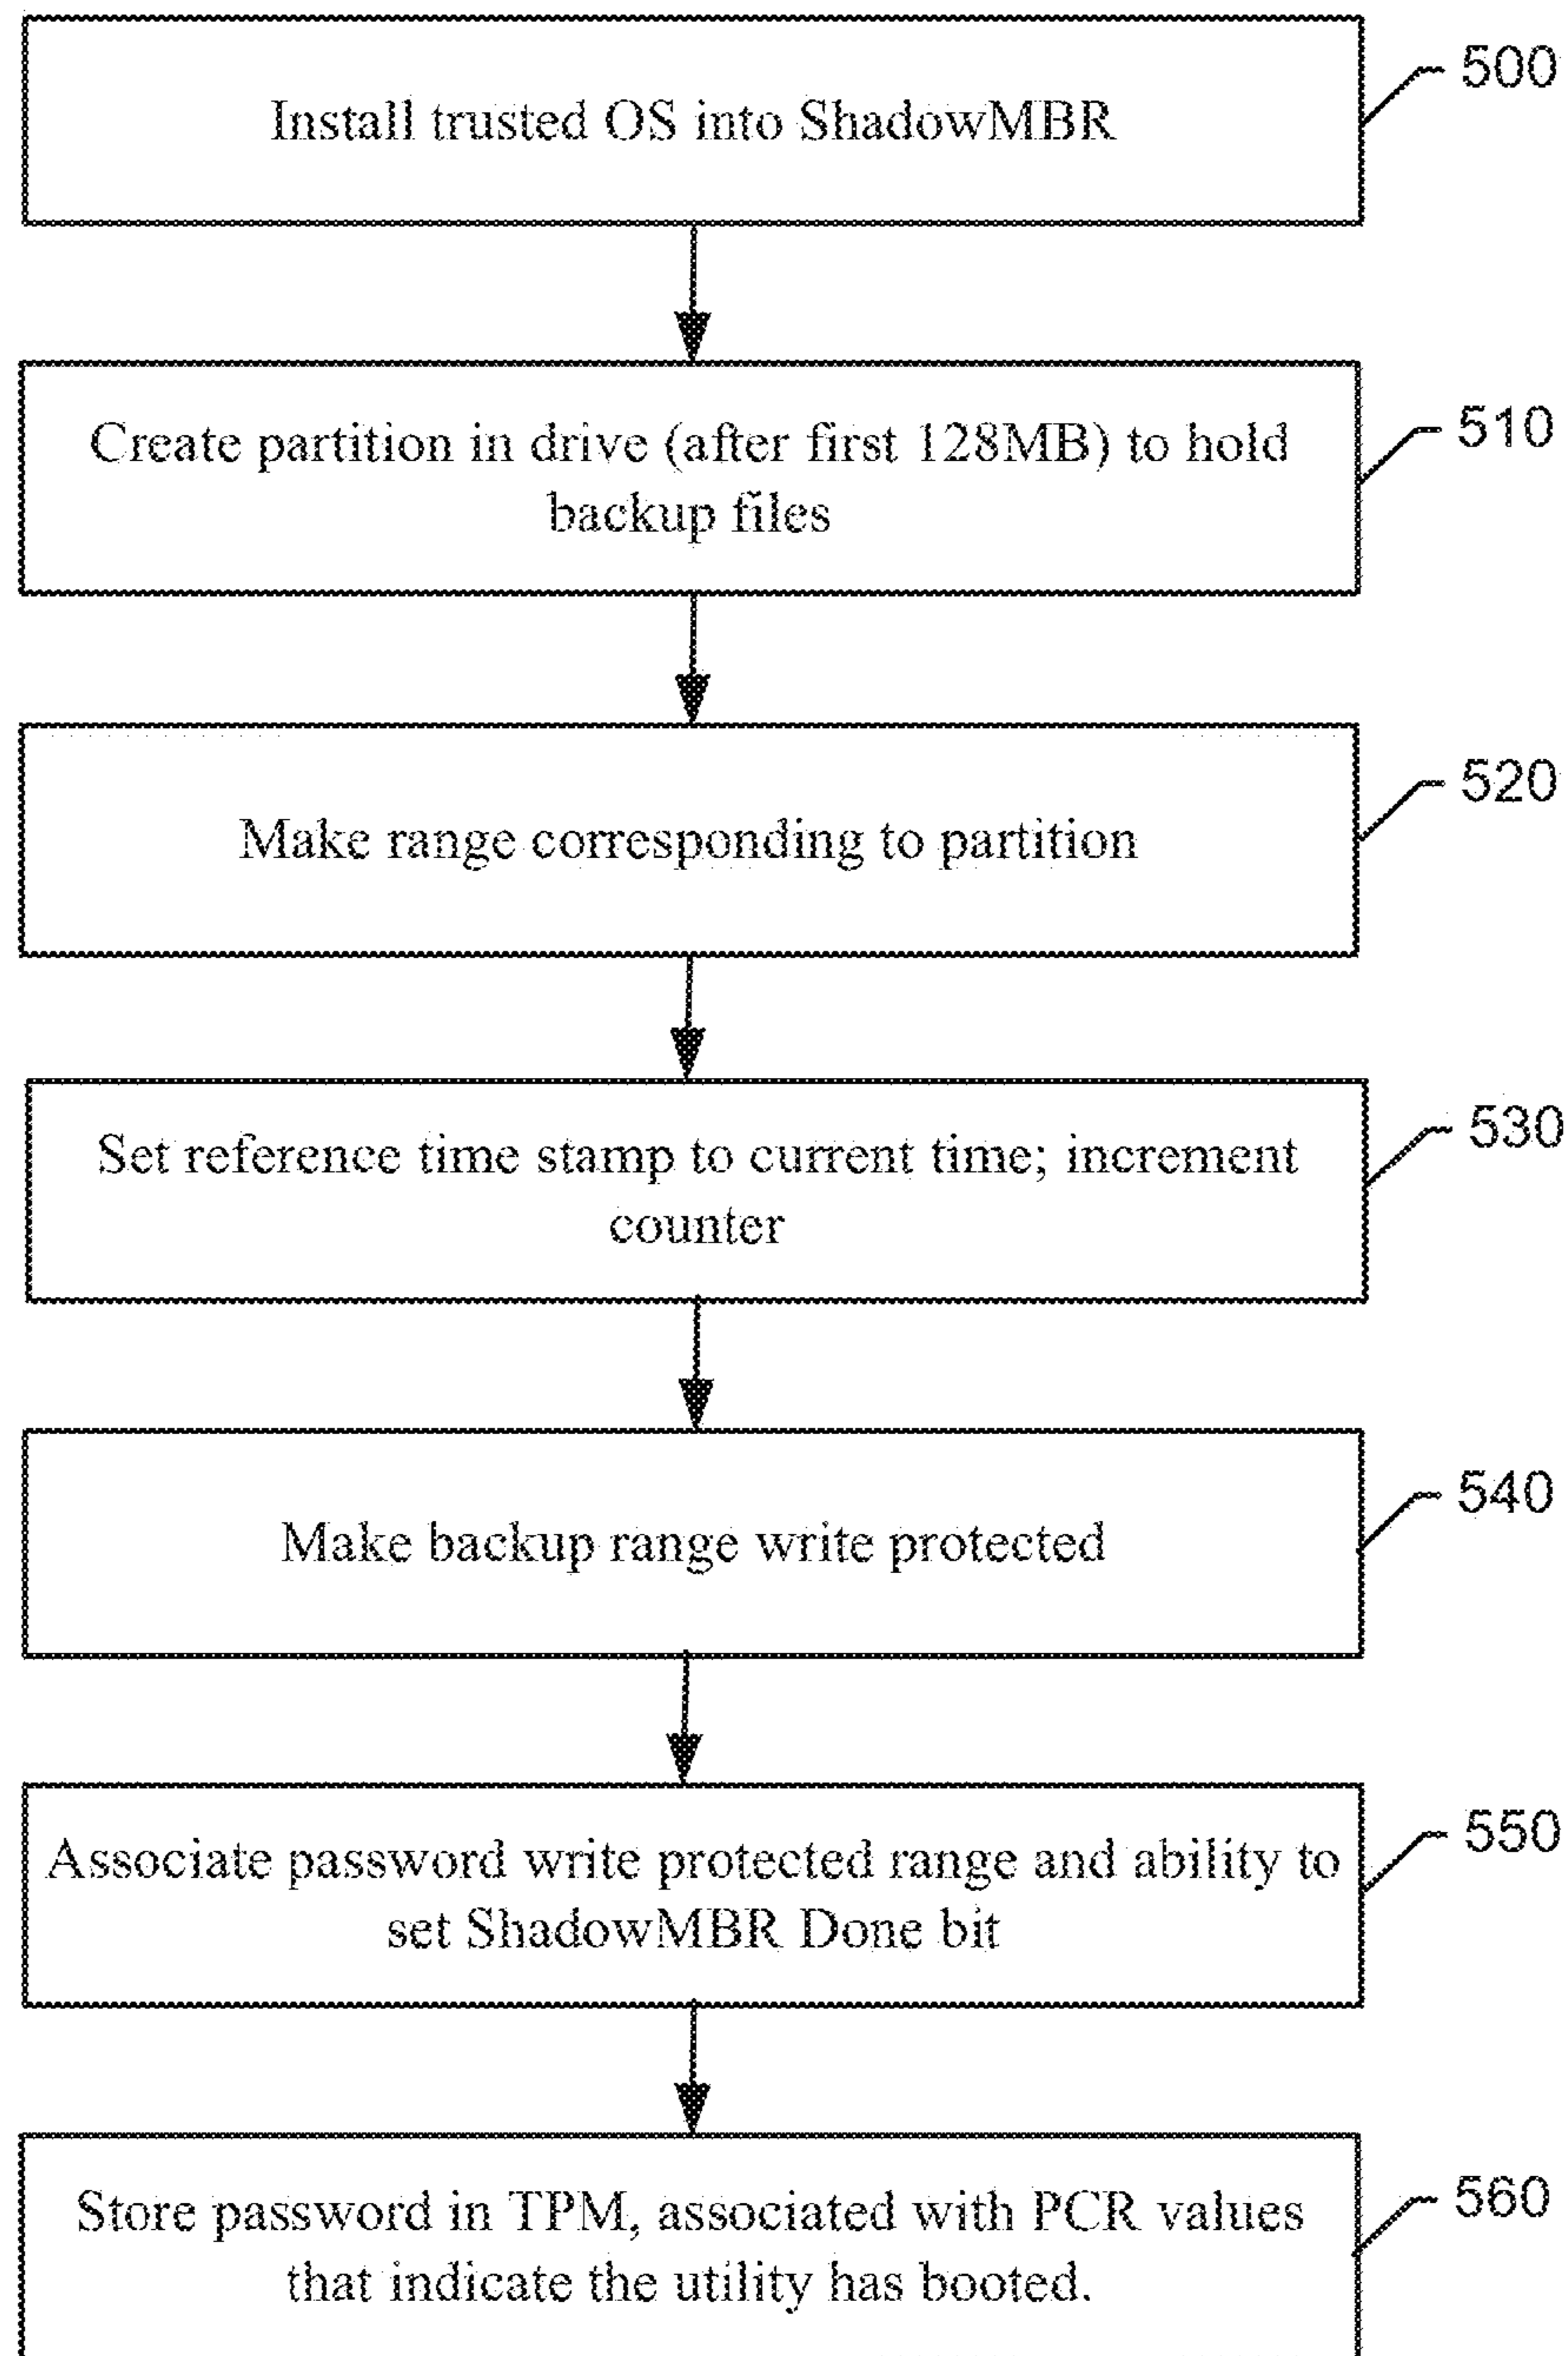 500
Install trusted OS into ShadowMBR
510
Create partition in drive (after first 128MB) to hold
backup files
520
Make range corresponding to partition
530
Set reference time stamp to current time; increment
counter
540
Make backup range write protected
550
Associate password write protected range and ability to
set ShadowMBR Done bit
560
Store password in TPM, associated with PCR values
that indicate the utility has booted.